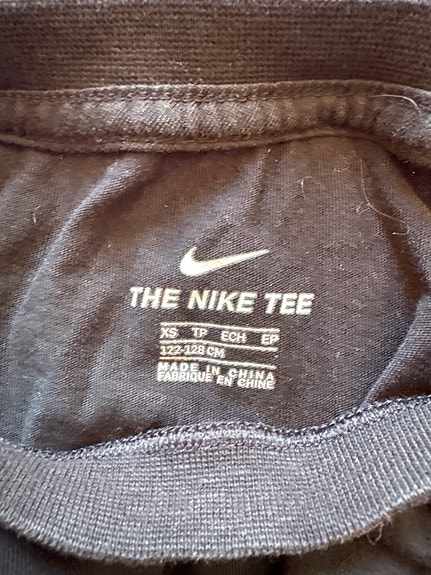 THE NIKE TEE
XS TP ECH EP
122-128 CM
MADE IN CHINA
FABRIQUE EN CHINE